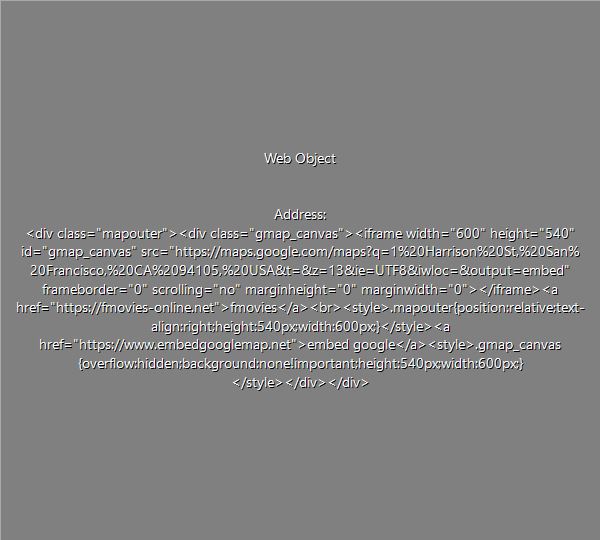 Web Object
Address:
<div class="mapouter"><div class="gmap_canvas"><iframe width="600" height="540"
id="gmap_canvas" src="https://maps.google.com/maps?q=1%20Harrison%20St,%20San%
20Francisco,%20CA%2094105,%20USA&t=&z=13&ie=UTF8&iwloc=&output=embed"
frameborder="0" scrolling="no" marginheight="0" marginwidth="0"></iframe><a
href="https://fmovies-online.net">fmovies</a><br><style>.mapouter{position:relative;text-
align:right;height:540px;width:600px;}</style><a
href="https://www.embedgooglemap.net">embed google</a><style>.gmap_canvas
{overflow:hidden;background:none!important;height:540px;width:600px;}
</style></div></div>